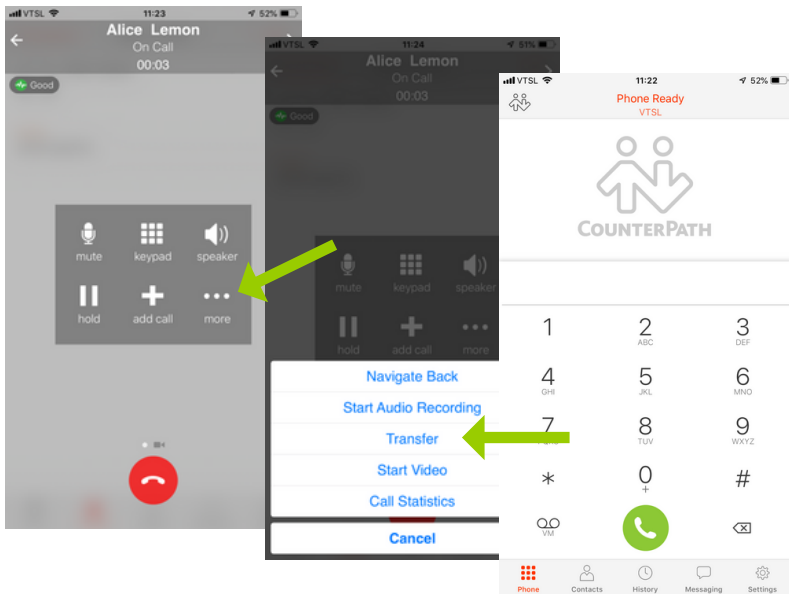 VTSL 11:23 52%
Alice Lemon
On Call
00:03
Good
mute keypad speaker
hold add call more
VTSL 11:24 51%
Alice Lemon
On Call
00:03
Good
mute keypad speaker
hold add call more
Navigate Back
Start Audio Recording
Transfer
Start Video
Call Statistics
Cancel
VTSL 11:22 52%
Phone Ready
VTSL
COUNTERPATH
1 2 3
ABC DEF
4 5 6
GHI JKL MNO
7 8 9
TUV WXYZ
* 0 #
+
VM
Phone Contacts History Messaging Settings